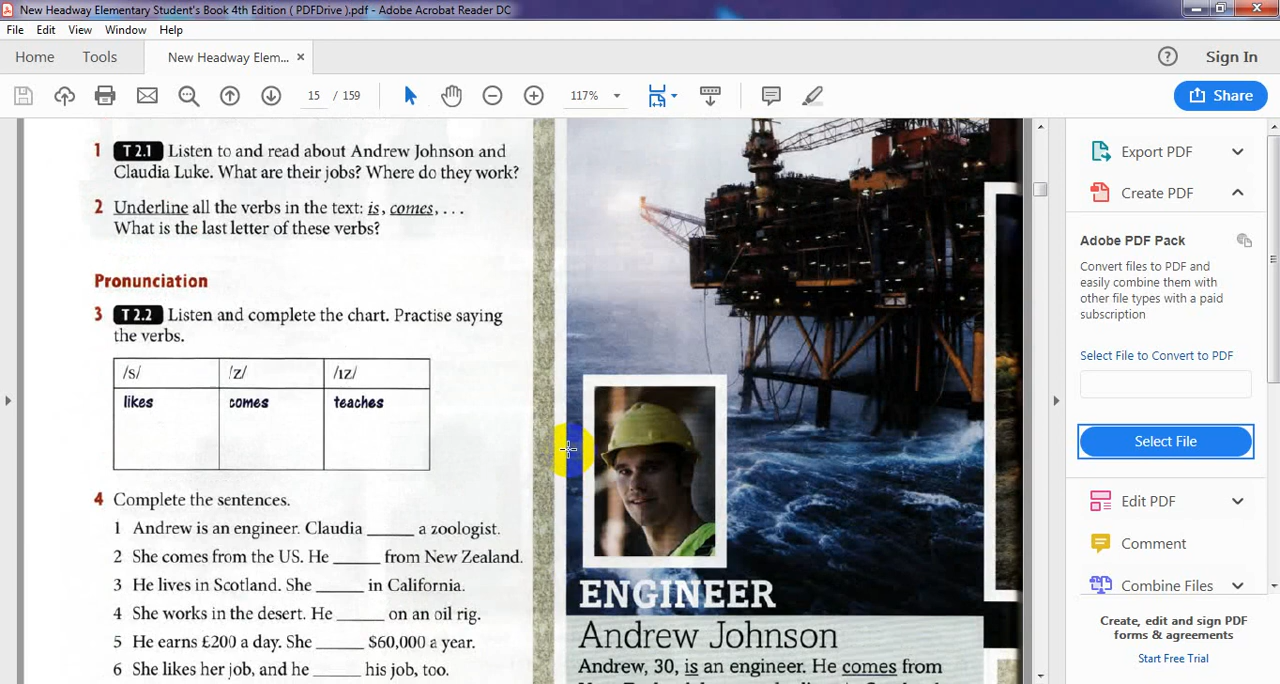 New Headway Elementary Student's Book 4th Edition ( PDFDrive ).pdf - Adobe Acrobat Reader DC
File Edit View Window Help
Home Tools New Headway Elem... × ? Sign In
15 / 159 117% Share
1 T 2.1 Listen to and read about Andrew Johnson and
Claudia Luke. What are their jobs? Where do they work?
2 Underline all the verbs in the text: is, comes, . . .
What is the last letter of these verbs?
Pronunciation
3 T 2.2 Listen and complete the chart. Practise saying
the verbs.
/s/ /z/ /ɪz/
likes comes teaches
4 Complete the sentences.
1 Andrew is an engineer. Claudia _____ a zoologist.
2 She comes from the US. He _____ from New Zealand.
3 He lives in Scotland. She _____ in California.
4 She works in the desert. He _____ on an oil rig.
5 He earns £200 a day. She _____ $60,000 a year.
6 She likes her job, and he _____ his job, too.
ENGINEER
Andrew Johnson
Andrew, 30, is an engineer. He comes from
Export PDF
Create PDF
Adobe PDF Pack
Convert files to PDF and
easily combine them with
other file types with a paid
subscription
Select File to Convert to PDF
Select File
Edit PDF
Comment
Combine Files
Create, edit and sign PDF
forms & agreements
Start Free Trial